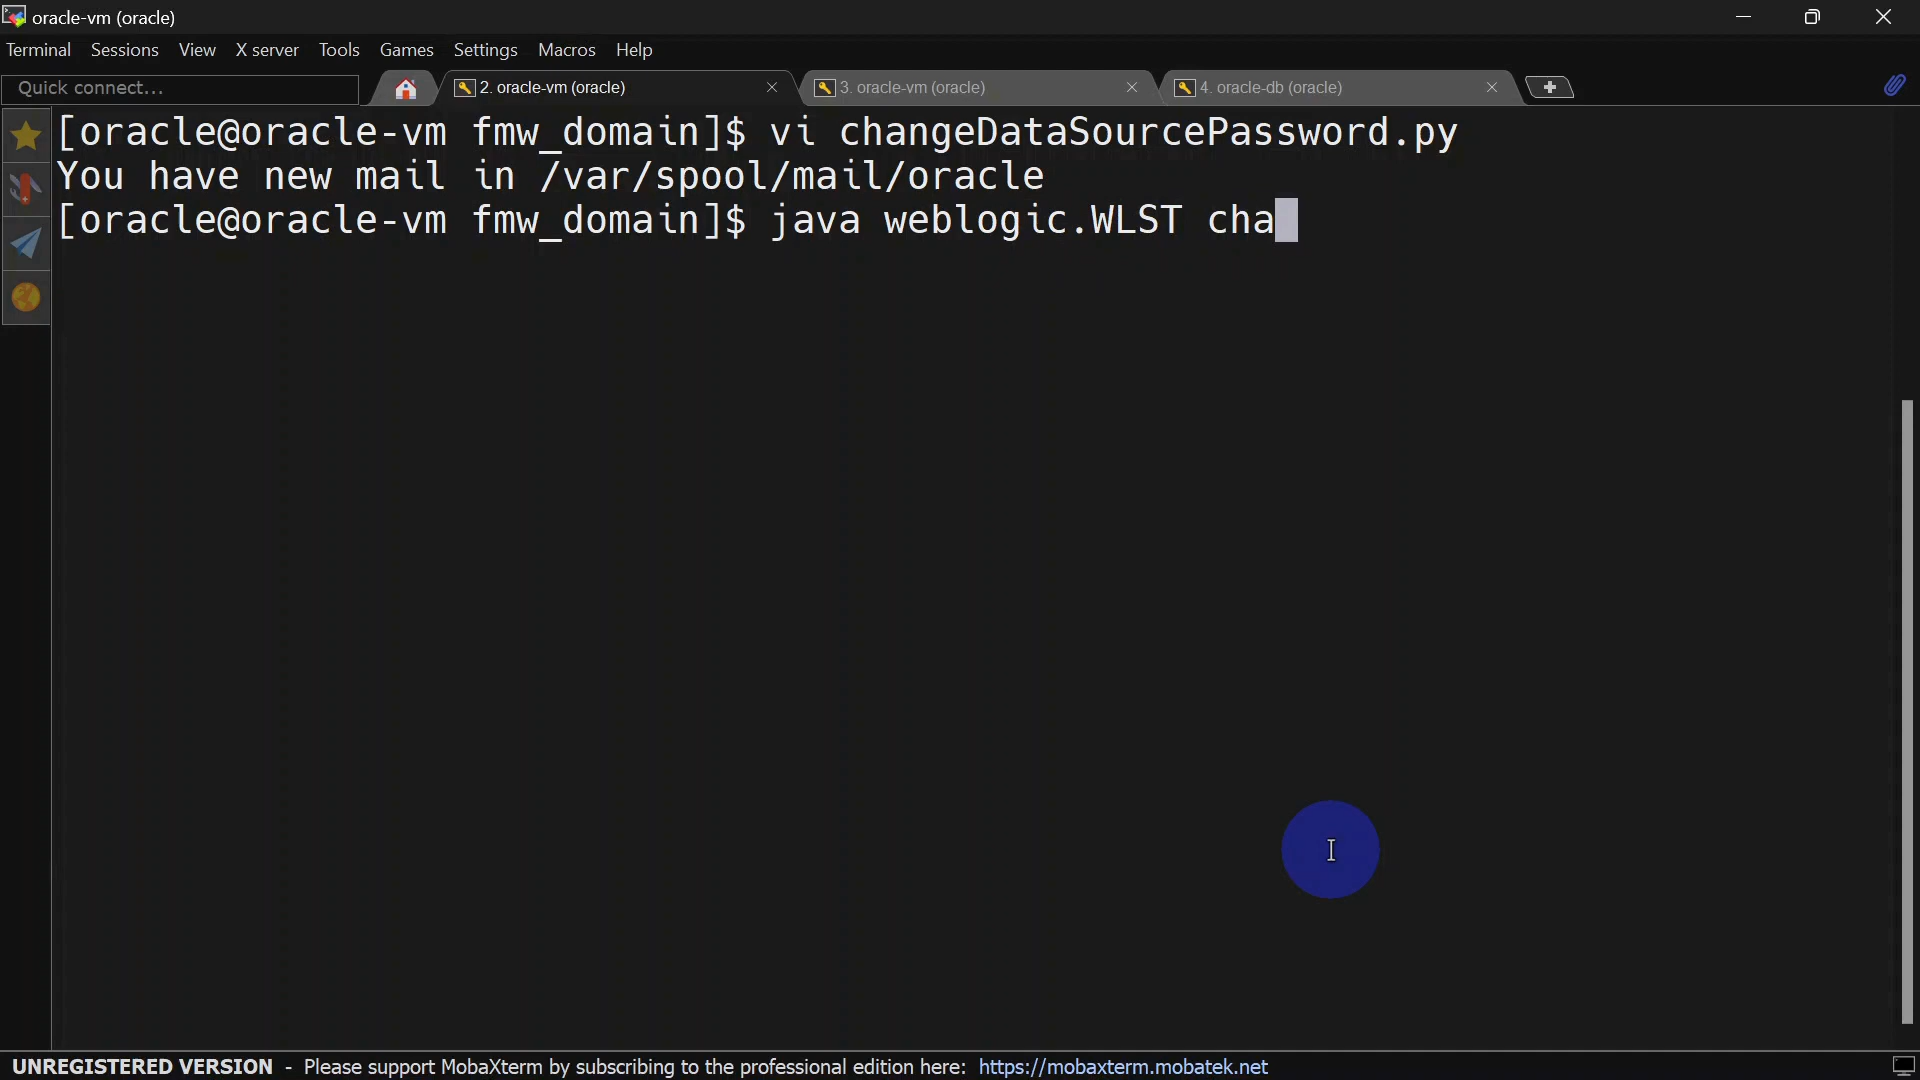 oracle-vm (oracle)
Terminal Sessions View X server Tools Games Settings Macros Help
Quick connect...
2. oracle-vm (oracle)
3. oracle-vm (oracle)
4. oracle-db (oracle)
[oracle@oracle-vm fmw_domain]$ vi changeDataSourcePassword.py
You have new mail in /var/spool/mail/oracle
[oracle@oracle-vm fmw_domain]$ java weblogic.WLST cha
UNREGISTERED VERSION - Please support MobaXterm by subscribing to the professional edition here: https://mobaxterm.mobatek.net